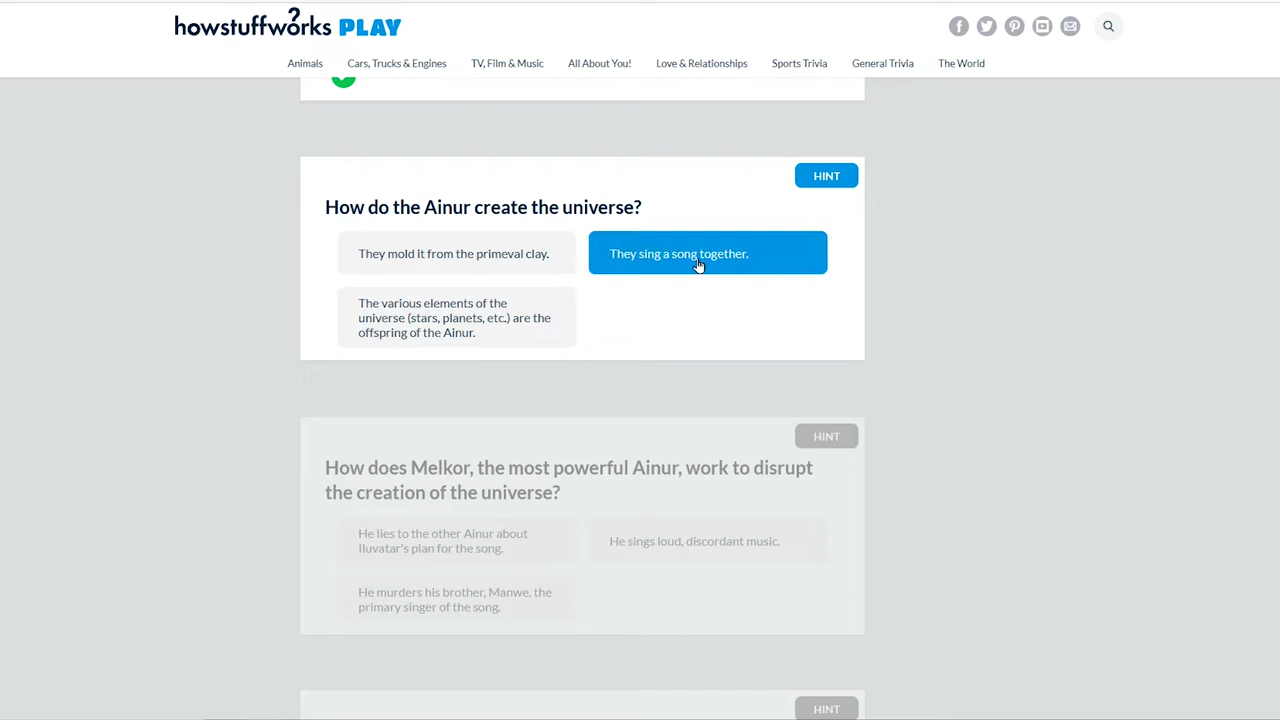 howstuffworks PLAY
Animals Cars, Trucks & Engines TV, Film & Music All About You! Love & Relationships Sports Trivia General Trivia The World
HINT
How do the Ainur create the universe?
They mold it from the primeval clay.
They sing a song together.
The various elements of the
universe (stars, planets, etc.) are the
offspring of the Ainur.
HINT
How does Melkor, the most powerful Ainur, work to disrupt
the creation of the universe?
He lies to the other Ainur about
Iluvatar's plan for the song.
He sings loud, discordant music.
He murders his brother, Manwe, the
primary singer of the song.
HINT